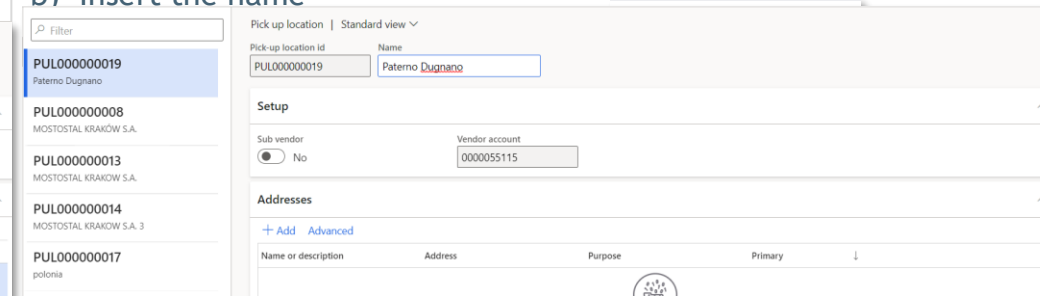 b) Insert the name
Filter
PUL000000019
Paterno Dugnano
PUL000000008
MOSTOSTAL KRAKÓW S.A.
PUL000000013
MOSTOSTAL KRAKOW S.A.
PUL000000014
MOSTOSTAL KRAKOW S.A. 3
PUL000000017
polonia
Pick up location | Standard view
Pick-up location id Name
PUL000000019 Paterno Dugnano
Setup
Sub vendor Vendor account
No 0000055115
Addresses
+ Add Advanced
Name or description Address Purpose Primary ↓